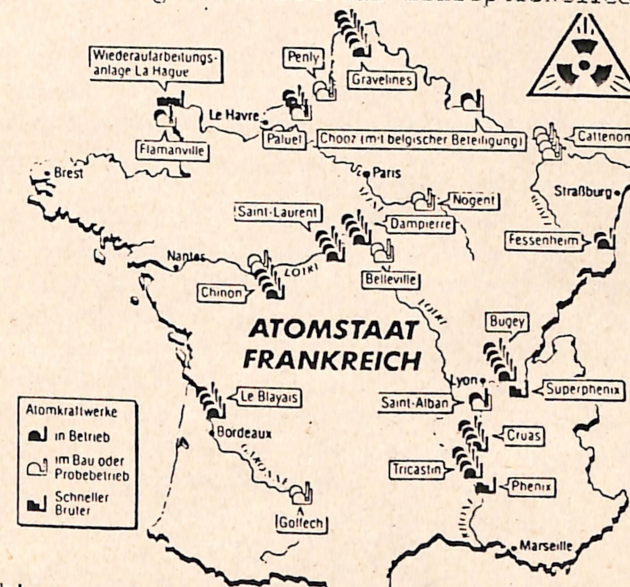 Wiederaufarbeitungs-
anlage La Hague
Penly
Gravelines
Le Havre
Paluel
Chooz (mit belgischer Beteiligung)
Cattenom
Flamanville
Brest
Paris
Straßburg
Nogent
Saint-Laurent
Dampierre
Fessenheim
Nantes
LOIRE
Belleville
Chinon
LOIRE
ATOMSTAAT
FRANKREICH
Bugey
Lyon
Superphenix
Saint-Alban
Le Blayais
Bordeaux
Cruas
Tricastin
Phenix
GARONNE
Golfech
Marseille
Atomkraftwerke
in Betrieb
im Bau oder
Probebetrieb
Schneller
Brüter